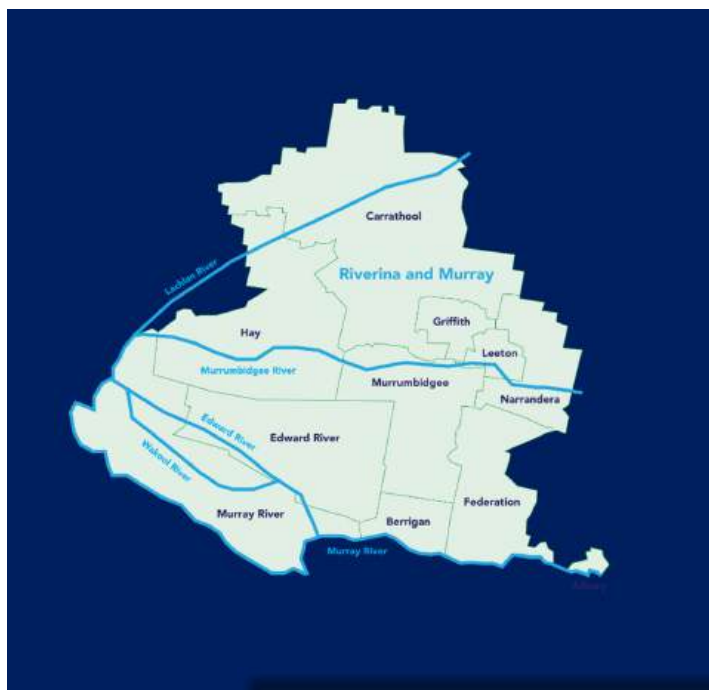 Carrathool
Lachlan River
Riverina and Murray
Griffith
Hay
Leeton
Murrumbidgee River
Murrumbidgee
Narrandera
Edward River
Edward River
Wakool River
Murray River
Federation
Berrigan
Murray River
Albury